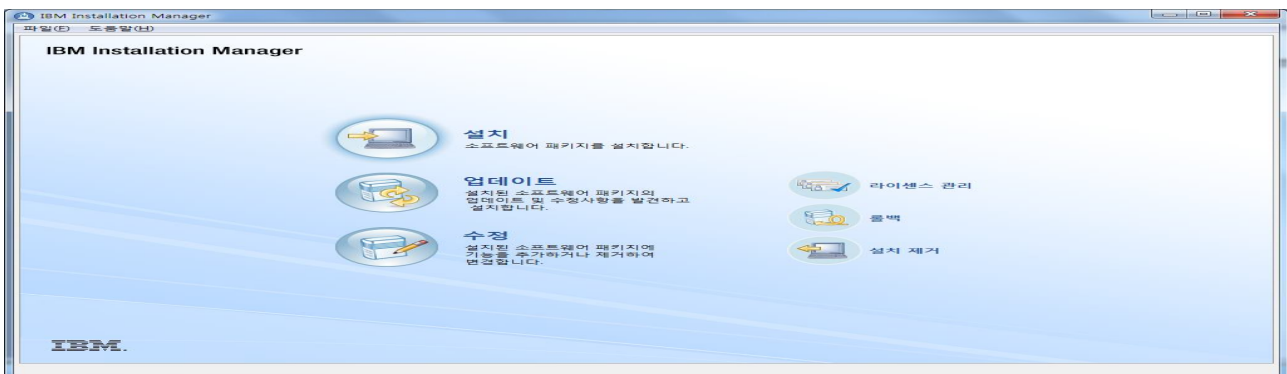 IBM Installation Manager
파일(F) 도움말(H)
IBM Installation Manager
설치
소프트웨어 패키지를 설치합니다.
업데이트
설치된 소프트웨어 패키지의
업데이트 및 수정사항을 발견하고
설치합니다.
수정
설치된 소프트웨어 패키지에
기능을 추가하거나 제거하여
변경합니다.
라이센스 관리
롤백
설치 제거
IBM.